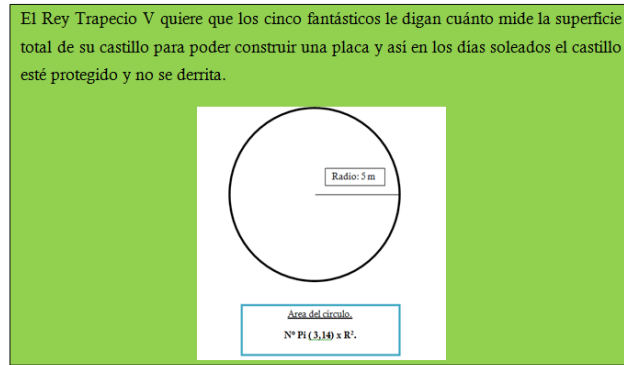 El Rey Trapecio V quiere que los cinco fantásticos le digan cuánto mide la superficie
total de su castillo para poder construir una placa y así en los días soleados el castillo
esté protegido y no se derrita.
Radio: 5 m
Area del círculo.
Nº Pi ( 3,14) x R².